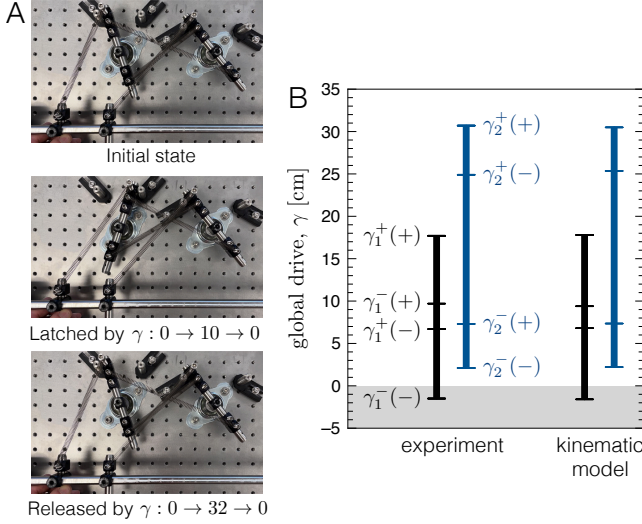 A
Initial state
Latched by γ : 0 → 10 → 0
Released by γ : 0 → 32 → 0
B
global drive, γ [cm]
35
30
25
20
15
10
5
0
−5
γ₁⁺(+)
γ₁⁻(+)
γ₁⁺(−)
γ₁⁻(−)
γ₂⁺(+)
γ₂⁺(−)
γ₂⁻(+)
γ₂⁻(−)
experiment
kinematic
model